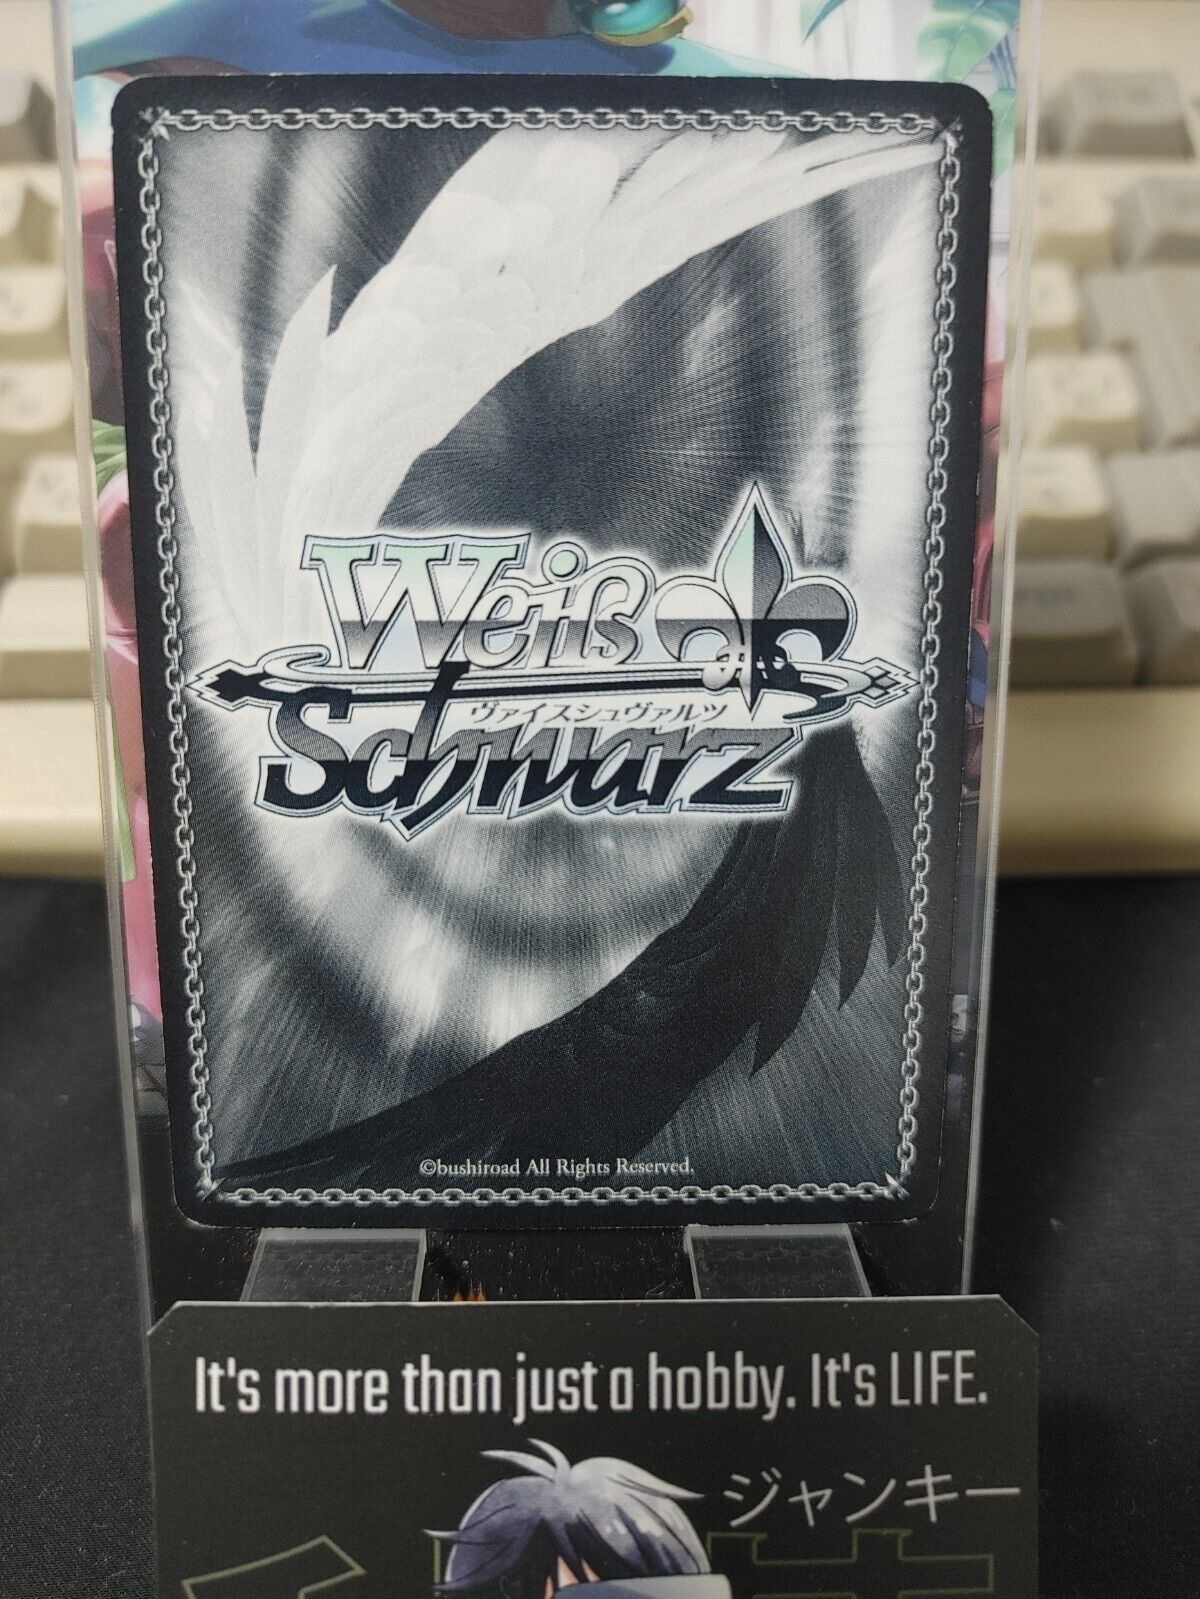 Weiß
ヴァイスシュヴァルツ
Schwarz
©bushiroad All Rights Reserved.
It's more than just a hobby. It's LIFE.
ジャンキー